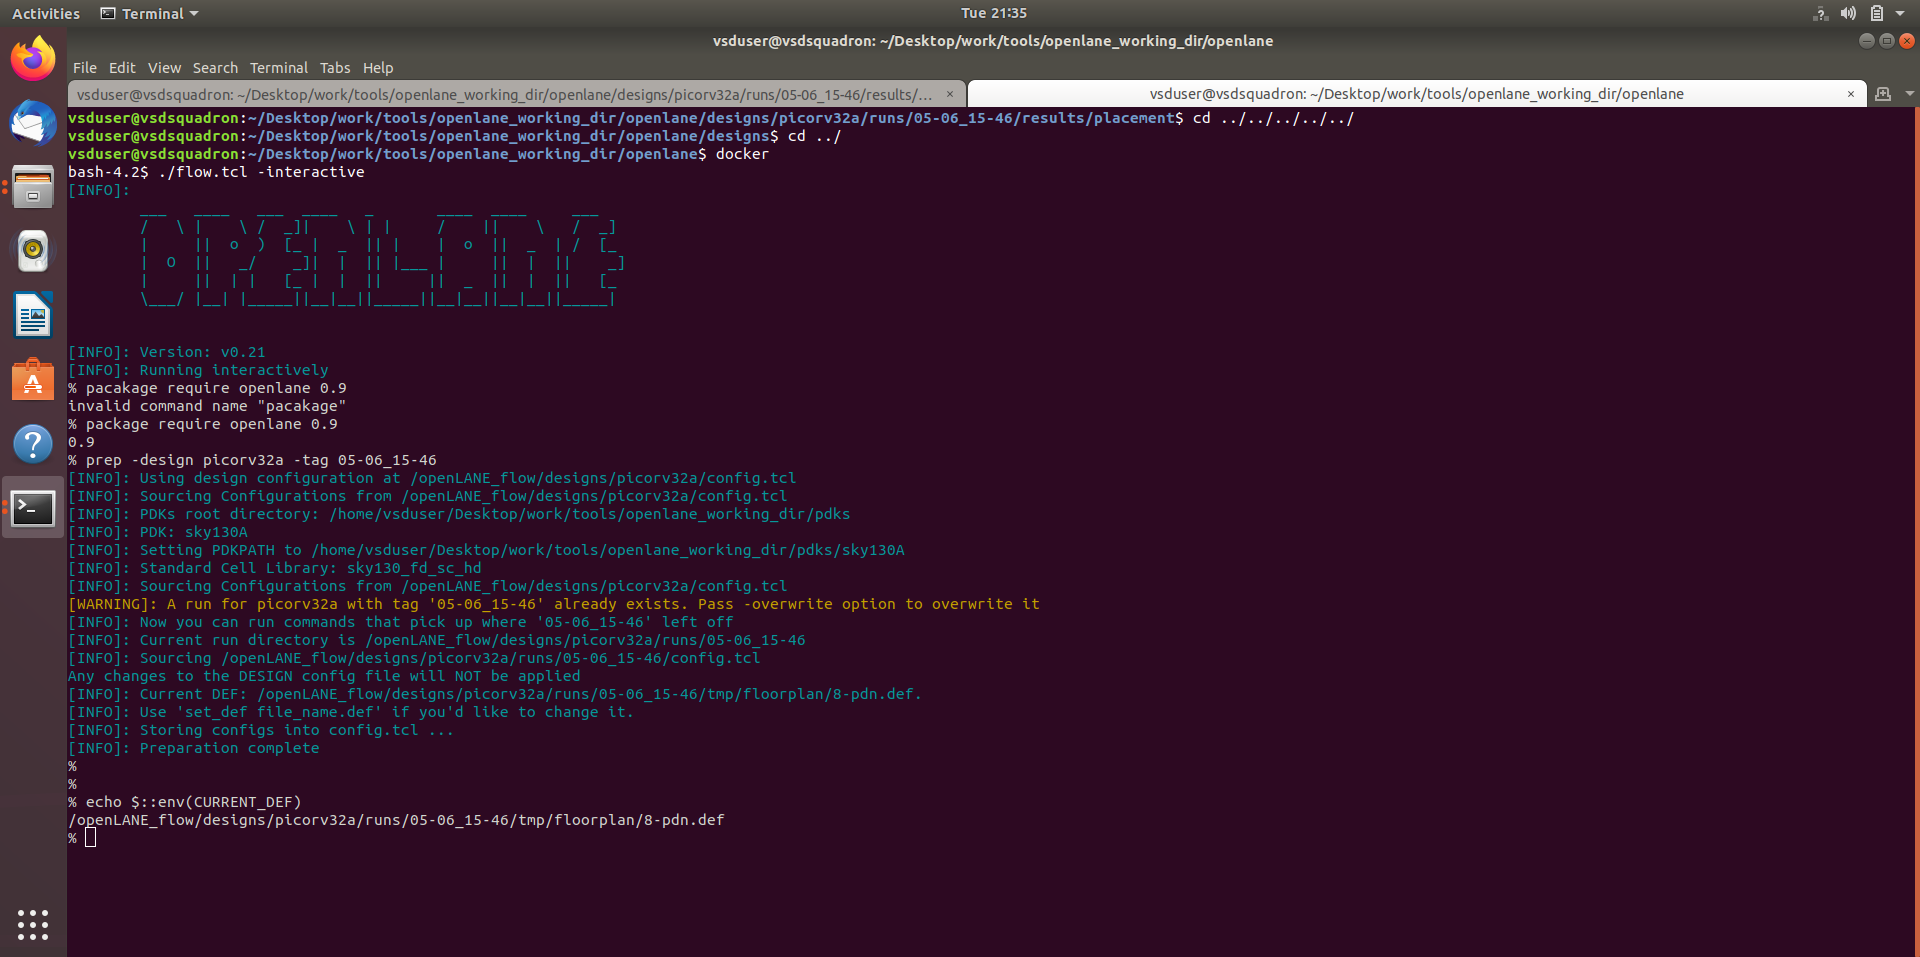 Activities
Terminal
Tue 21:35
vsduser@vsdsquadron: ~/Desktop/work/tools/openlane_working_dir/openlane
File Edit View Search Terminal Tabs Help
vsduser@vsdsquadron: ~/Desktop/work/tools/openlane_working_dir/openlane/designs/picorv32a/runs/05-06_15-46/results/... ×
vsduser@vsdsquadron: ~/Desktop/work/tools/openlane_working_dir/openlane ×
vsduser@vsdsquadron:~/Desktop/work/tools/openlane_working_dir/openlane/designs/picorv32a/runs/05-06_15-46/results/placement$ cd ../../../../../
vsduser@vsdsquadron:~/Desktop/work/tools/openlane_working_dir/openlane/designs$ cd ../
vsduser@vsdsquadron:~/Desktop/work/tools/openlane_working_dir/openlane$ docker
bash-4.2$ ./flow.tcl -interactive
[INFO]:
OPENLANE
[INFO]: Version: v0.21
[INFO]: Running interactively
% pacakage require openlane 0.9
invalid command name "pacakage"
% package require openlane 0.9
0.9
% prep -design picorv32a -tag 05-06_15-46
[INFO]: Using design configuration at /openLANE_flow/designs/picorv32a/config.tcl
[INFO]: Sourcing Configurations from /openLANE_flow/designs/picorv32a/config.tcl
[INFO]: PDKs root directory: /home/vsduser/Desktop/work/tools/openlane_working_dir/pdks
[INFO]: PDK: sky130A
[INFO]: Setting PDKPATH to /home/vsduser/Desktop/work/tools/openlane_working_dir/pdks/sky130A
[INFO]: Standard Cell Library: sky130_fd_sc_hd
[INFO]: Sourcing Configurations from /openLANE_flow/designs/picorv32a/config.tcl
[WARNING]: A run for picorv32a with tag '05-06_15-46' already exists. Pass -overwrite option to overwrite it
[INFO]: Now you can run commands that pick up where '05-06_15-46' left off
[INFO]: Current run directory is /openLANE_flow/designs/picorv32a/runs/05-06_15-46
[INFO]: Sourcing /openLANE_flow/designs/picorv32a/runs/05-06_15-46/config.tcl
Any changes to the DESIGN config file will NOT be applied
[INFO]: Current DEF: /openLANE_flow/designs/picorv32a/runs/05-06_15-46/tmp/floorplan/8-pdn.def.
[INFO]: Use 'set_def file_name.def' if you'd like to change it.
[INFO]: Storing configs into config.tcl ...
[INFO]: Preparation complete
%
%
% echo $::env(CURRENT_DEF)
/openLANE_flow/designs/picorv32a/runs/05-06_15-46/tmp/floorplan/8-pdn.def
%